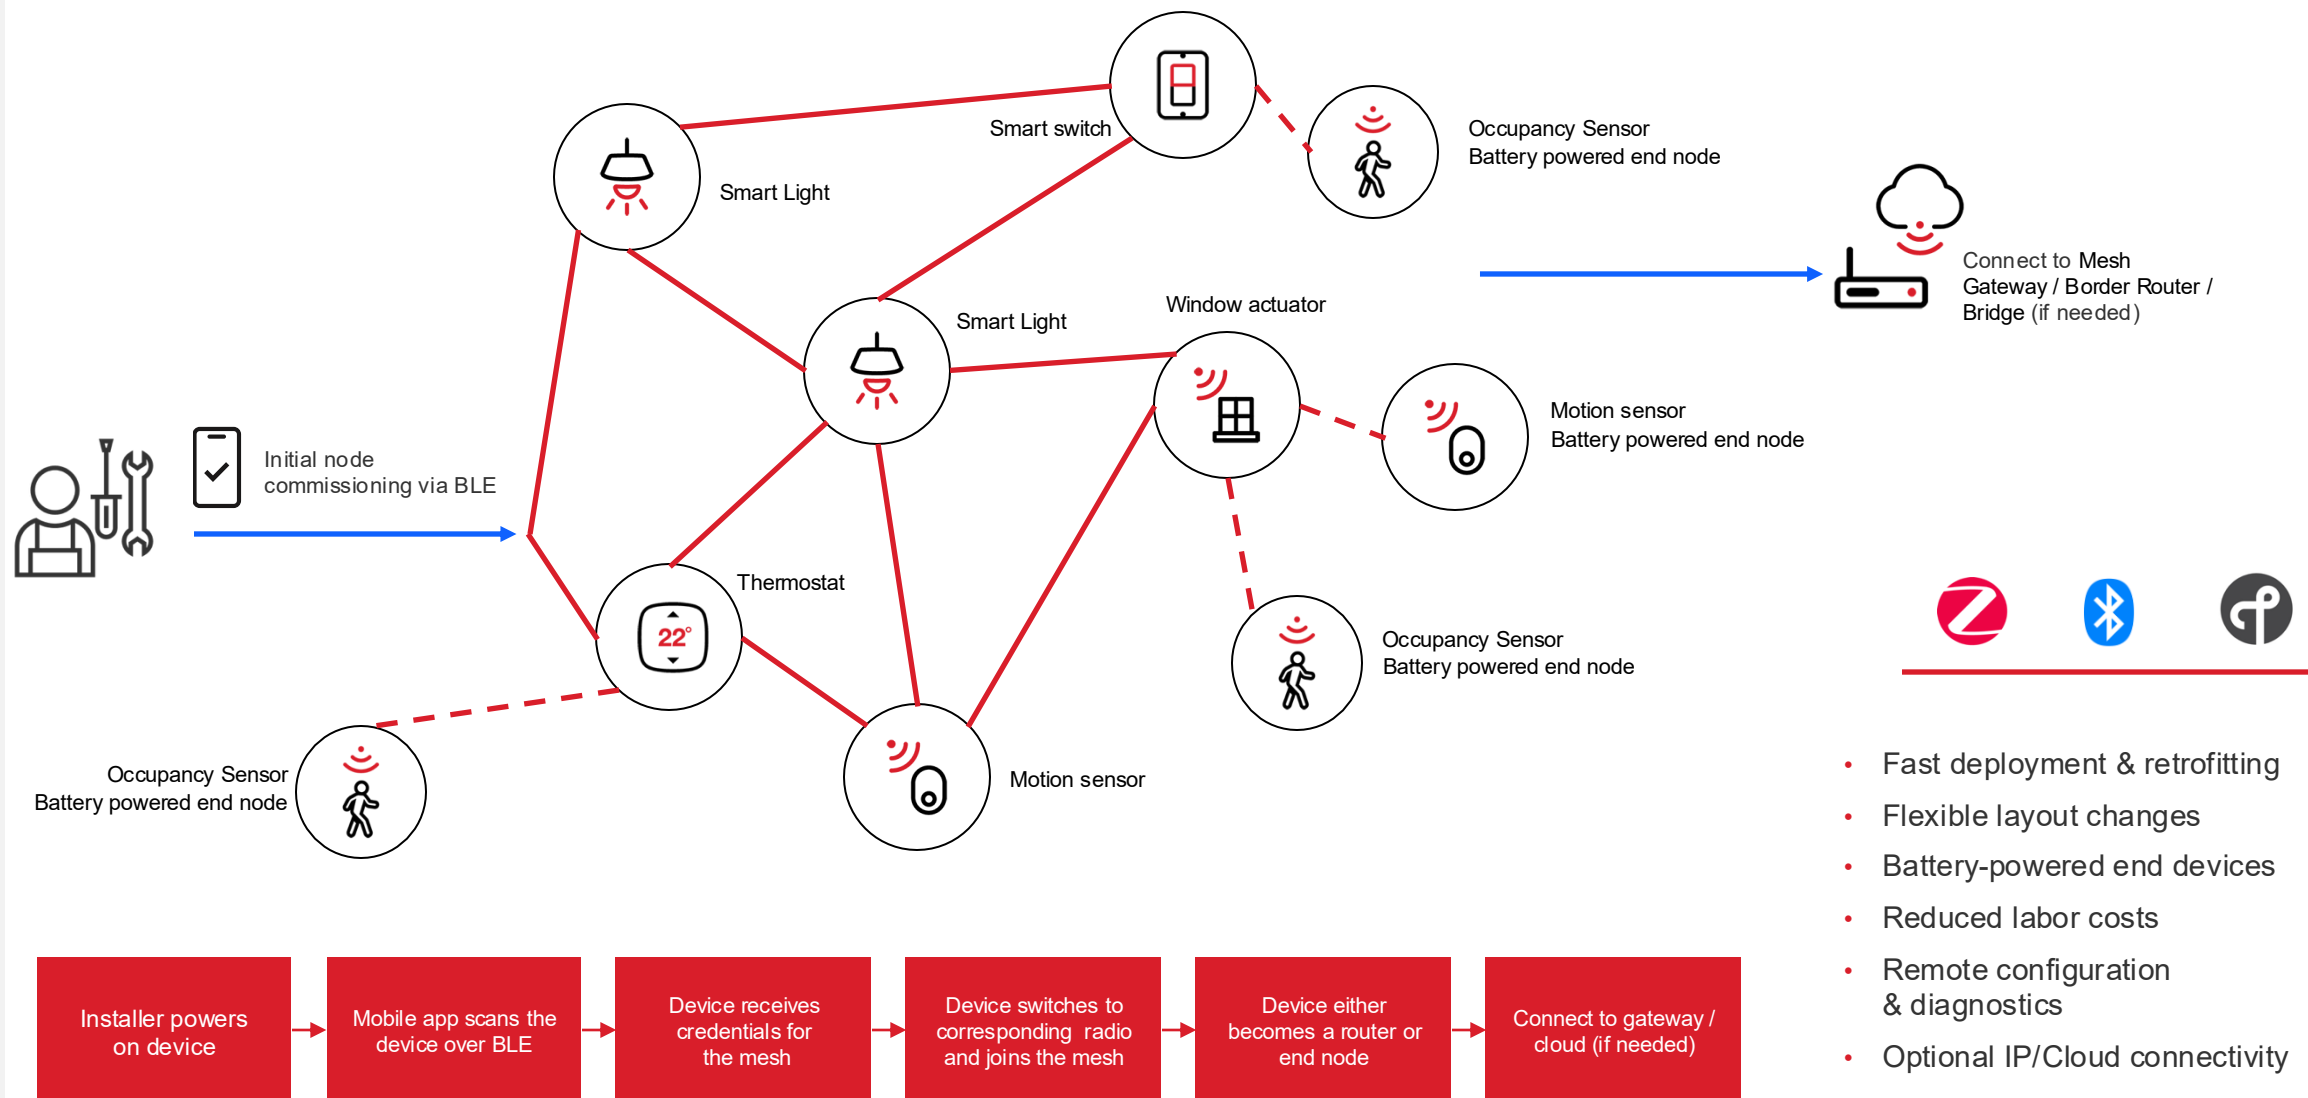 Smart switch
Occupancy Sensor
Battery powered end node
Smart Light
Connect to Mesh
Gateway / Border Router /
Bridge (if needed)
Window actuator
Smart Light
Motion sensor
Battery powered end node
Initial node
commissioning via BLE
Thermostat
22°
Occupancy Sensor
Battery powered end node
Occupancy Sensor
Battery powered end node
Motion sensor
• Fast deployment & retrofitting
• Flexible layout changes
• Battery-powered end devices
• Reduced labor costs
• Remote configuration
& diagnostics
• Optional IP/Cloud connectivity
Installer powers
on device
Mobile app scans the
device over BLE
Device receives
credentials for
the mesh
Device switches to
corresponding radio
and joins the mesh
Device either
becomes a router or
end node
Connect to gateway /
cloud (if needed)